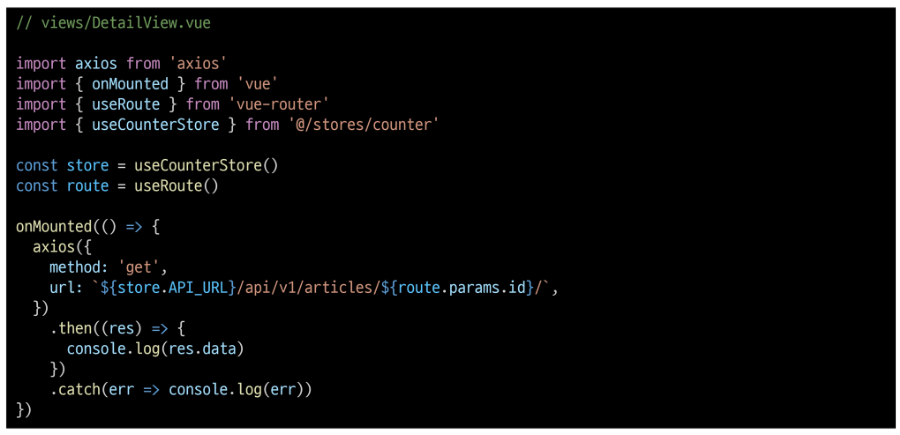 // views/DetailView.vue
import axios from 'axios'
import { onMounted } from 'vue'
import { useRoute } from 'vue-router'
import { useCounterStore } from '@/stores/counter'
const store = useCounterStore()
const route = useRoute()
onMounted(() => {
  axios({
    method: 'get',
    url: `${store.API_URL}/api/v1/articles/${route.params.id}/`,
  })
    .then((res) => {
      console.log(res.data)
    })
    .catch(err => console.log(err))
})